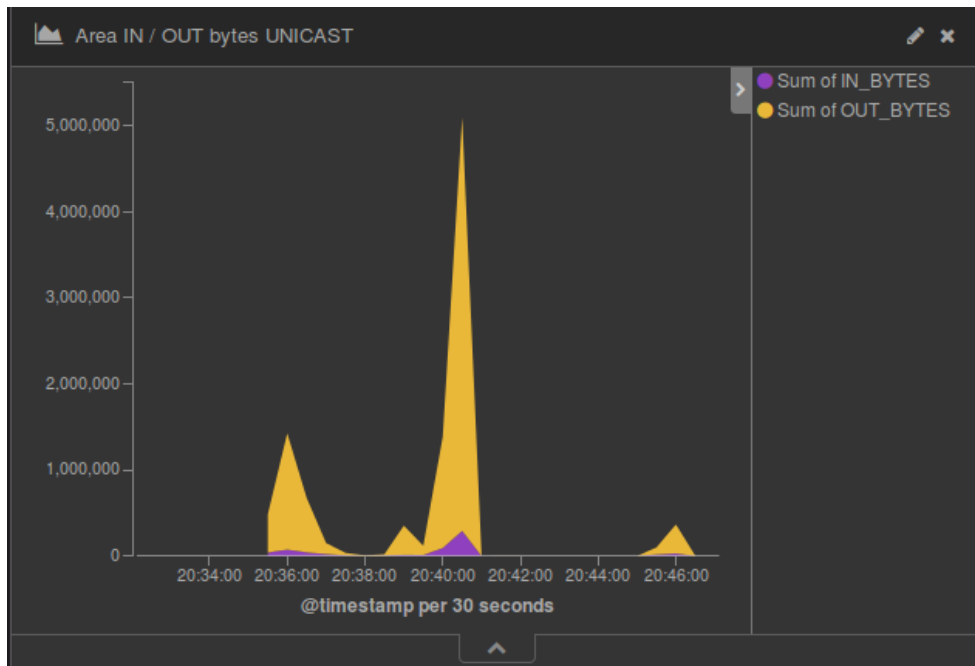 Area IN / OUT bytes UNICAST
Sum of IN_BYTES
Sum of OUT_BYTES
5,000,000
4,000,000
3,000,000
2,000,000
1,000,000
0
20:34:00 20:36:00 20:38:00 20:40:00 20:42:00 20:44:00 20:46:00
@timestamp per 30 seconds